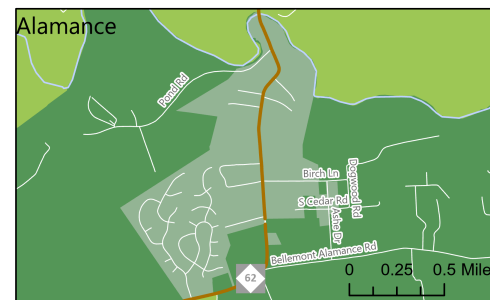 Alamance
Pond Rd
Birch Ln
Dogwood Rd
S Cedar Rd
Ashe Dr
Bellemont Alamance Rd
62
0 0.25 0.5 Mile